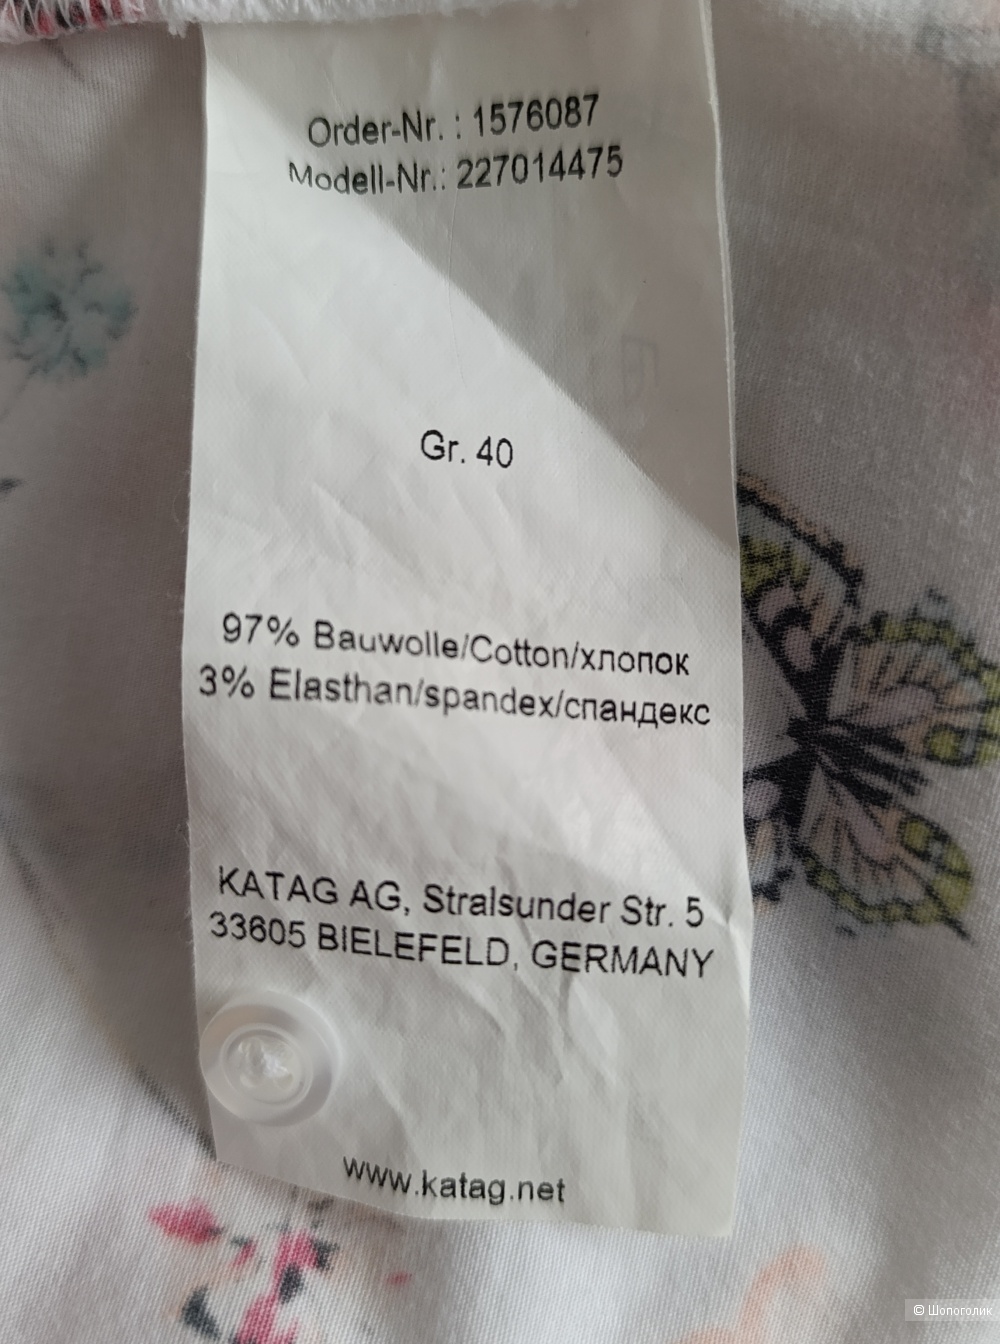 Order-Nr. : 1576087
Modell-Nr.: 227014475
Gr. 40
97% Bauwolle/Cotton/хлопок
3% Elasthan/spandex/спандекс
KATAG AG, Stralsunder Str. 5
33605 BIELEFELD, GERMANY
www.katag.net
© Шопоголик